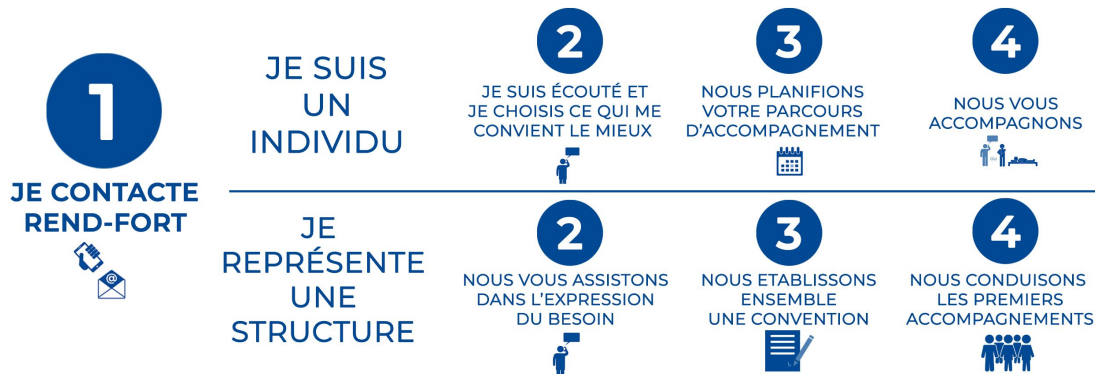 1
JE CONTACTE
REND-FORT
@
JE SUIS
UN
INDIVIDU
2
JE SUIS ÉCOUTÉ ET
JE CHOISIS CE QUI ME
CONVIENT LE MIEUX
3
NOUS PLANIFIONS
VOTRE PARCOURS
D'ACCOMPAGNEMENT
4
NOUS VOUS
ACCOMPAGNONS
JE
REPRÉSENTE
UNE
STRUCTURE
2
NOUS VOUS ASSISTONS
DANS L'EXPRESSION
DU BESOIN
3
NOUS ETABLISSONS
ENSEMBLE
UNE CONVENTION
4
NOUS CONDUISONS
LES PREMIERS
ACCOMPAGNEMENTS